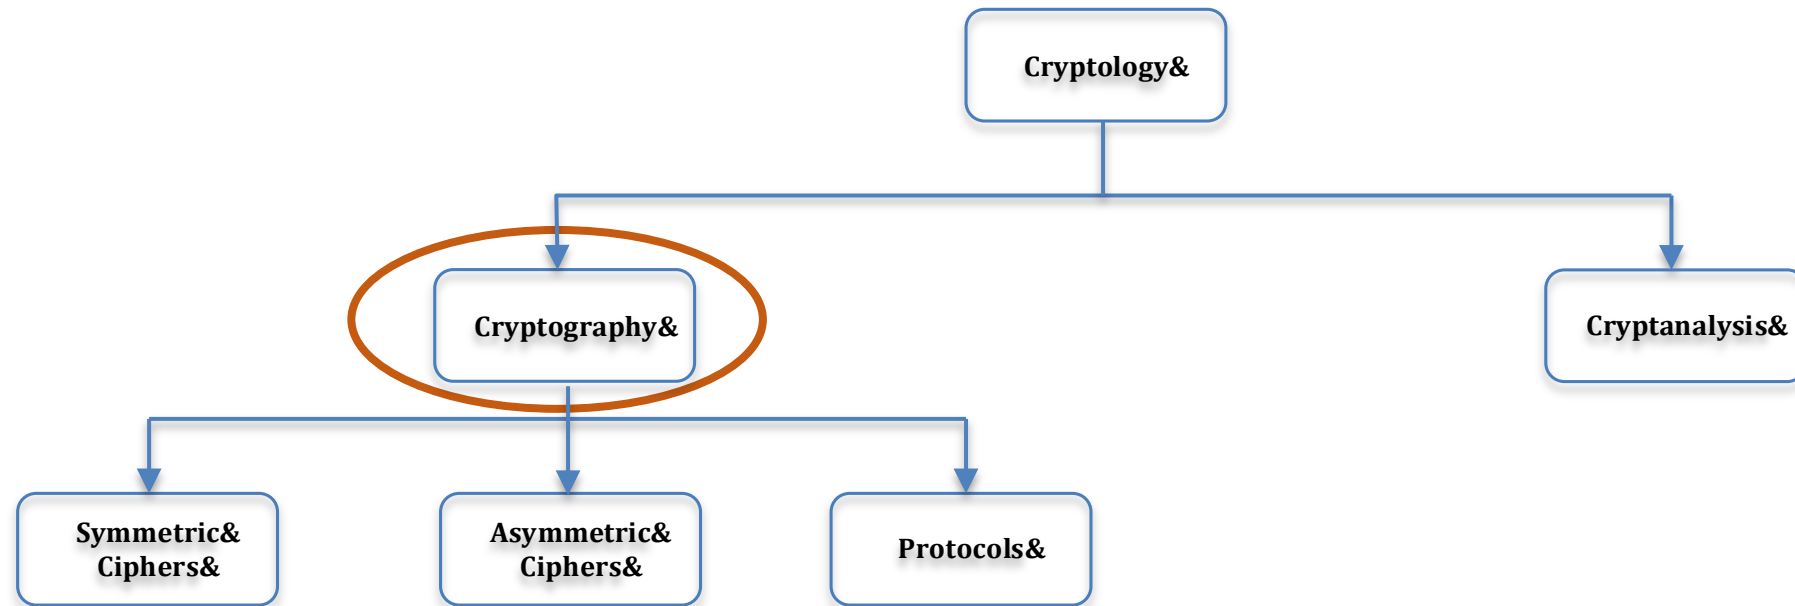 Cryptology&
Cryptography&
Cryptanalysis&
Symmetric&
Ciphers&
Asymmetric&
Ciphers&
Protocols&